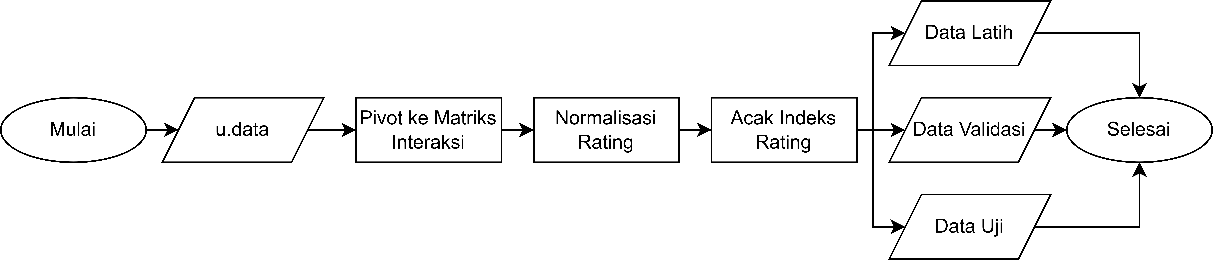 Mulai
u.data
Pivot ke Matriks
Interaksi
Normalisasi
Rating
Acak Indeks
Rating
Data Latih
Data Validasi
Data Uji
Selesai